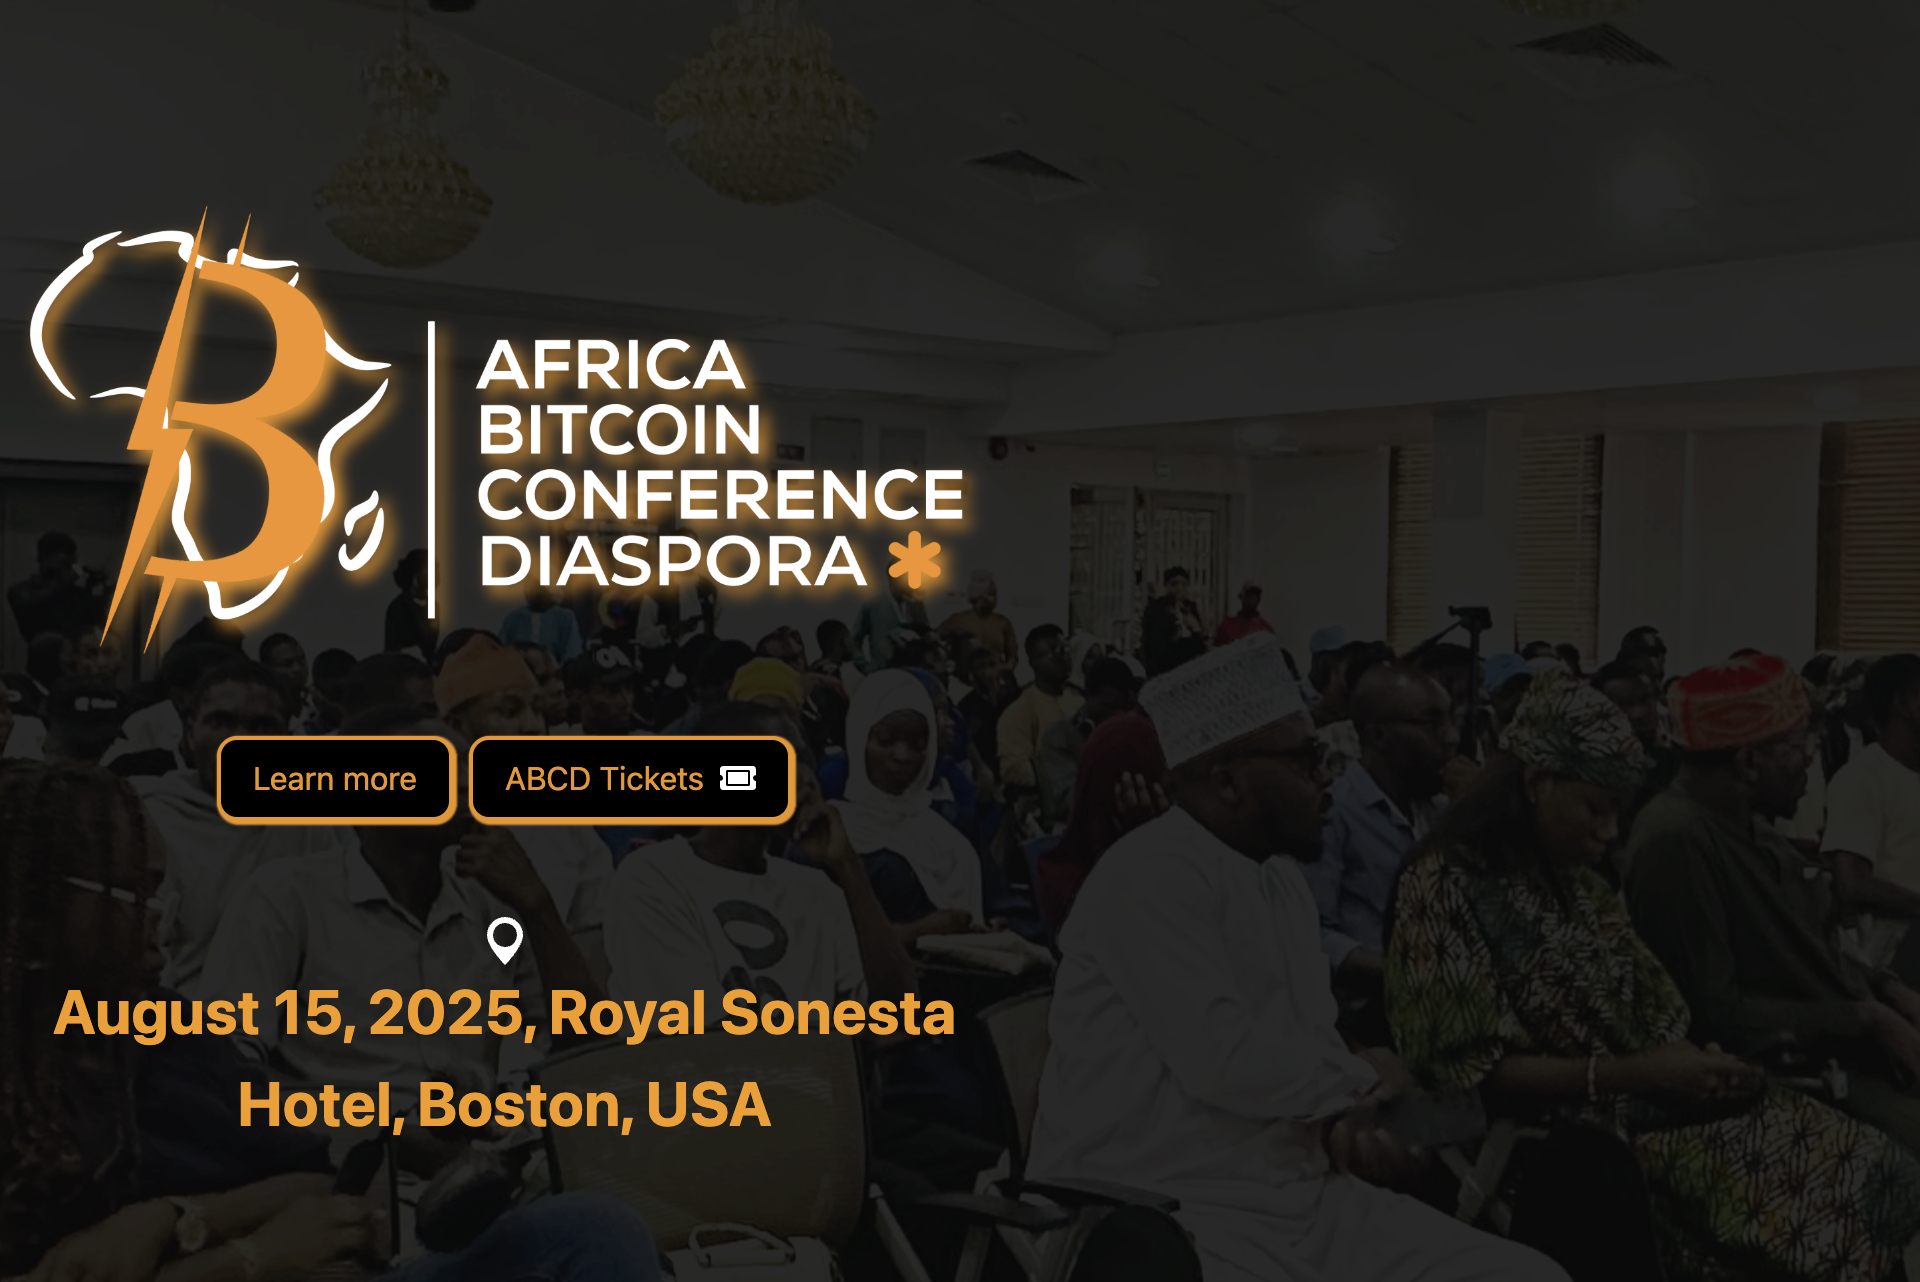 AFRICA
BITCOIN
CONFERENCE
DIASPORA *
Learn more
ABCD Tickets
August 15, 2025, Royal Sonesta
Hotel, Boston, USA